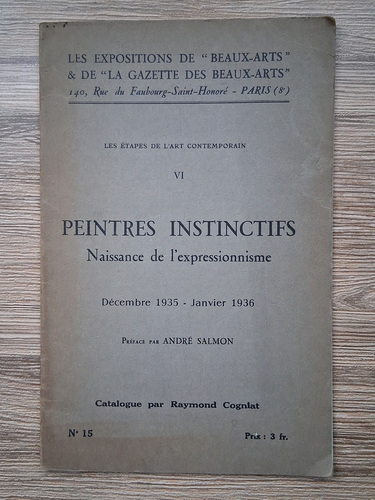 LES EXPOSITIONS DE "BEAUX-ARTS"
& DE "LA GAZETTE DES BEAUX-ARTS"
140, Rue du Faubourg-Saint-Honoré - PARIS (8ᵉ)
LES ÉTAPES DE L'ART CONTEMPORAIN
VI
PEINTRES INSTINCTIFS
Naissance de l'expressionnisme
Décembre 1935 - Janvier 1936
PRÉFACE PAR ANDRÉ SALMON
Catalogue par Raymond Cogniat
N° 15
Prix : 3 fr.